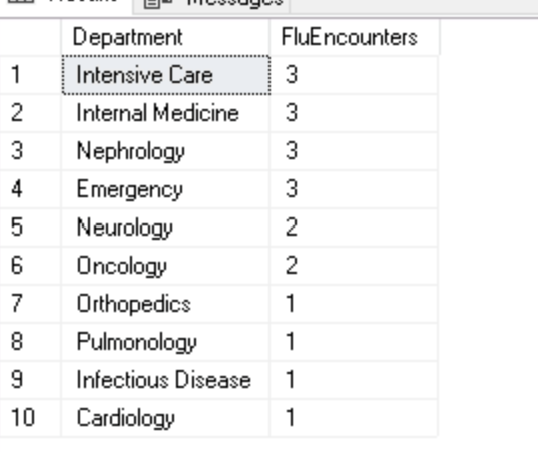 Messages
Department FluEncounters
1 Intensive Care 3
2 Internal Medicine 3
3 Nephrology 3
4 Emergency 3
5 Neurology 2
6 Oncology 2
7 Orthopedics 1
8 Pulmonology 1
9 Infectious Disease 1
10 Cardiology 1